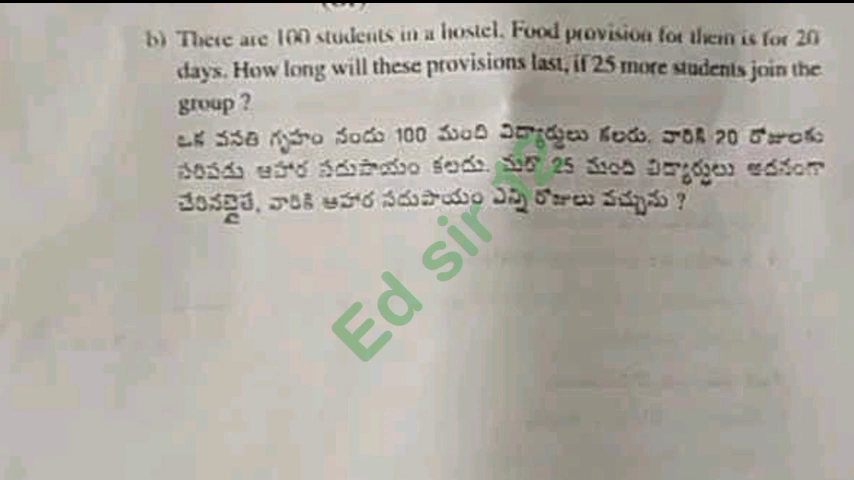 b) There are 100 students in a hostel. Food provision for them is for 20
days. How long will these provisions last, if 25 more students join the
group ?
ఒక వసతి గృహం నందు 100 మంది విద్యార్థులు కలరు. వారికి 20 రోజులకు
సరిపడు ఆహార సదుపాయం కలదు. మరో 25 మంది విద్యార్థులు అదనంగా
చేరినట్లైతే, వారికి ఆహార సదుపాయం ఎన్ని రోజులు వచ్చును ?
Ed sir 12